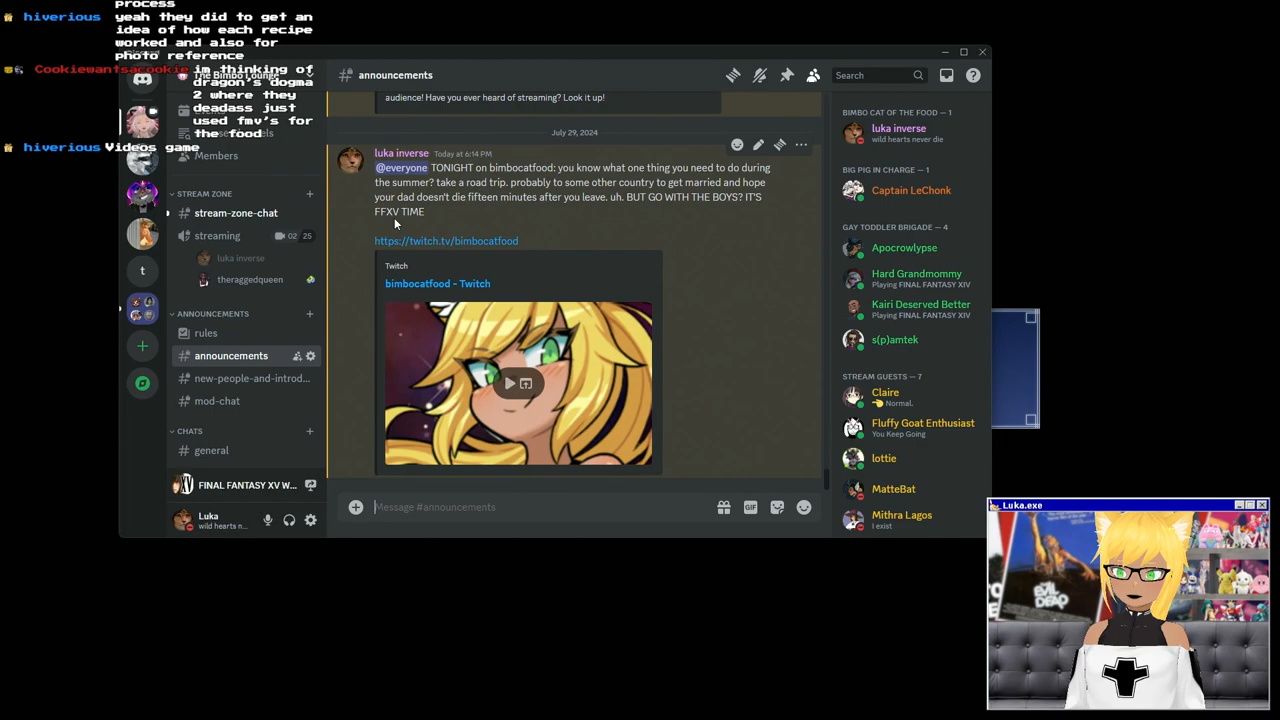 process
hiverious yeah they did to get an
idea of how each recipe
worked and also for
photo reference
Cookiewantsacookie im thinking of
dragon's dogma
2 where they
deadass just
used fmv's for
the food
hiverious Videos game
The Bimbo Lounge
Members
STREAM ZONE
stream-zone-chat
streaming 02 25
luka inverse
theraggedqueen
ANNOUNCEMENTS
rules
announcements
new-people-and-introd...
mod-chat
CHATS
general
FINAL FANTASY XV W...
Luka
wildhearts n...
t
announcements
Search
audience! Have you ever heard of streaming? Look it up!
July 29, 2024
luka inverse Today at 6:14 PM
@everyone TONIGHT on bimbocatfood: you know what one thing you need to do during
the summer? take a road trip. probably to some other country to get married and hope
your dad doesn't die fifteen minutes after you leave. uh. BUT GO WITH THE BOYS? IT'S
FFXV TIME
https://twitch.tv/bimbocatfood
Twitch
bimbocatfood - Twitch
Message #announcements
GIF
BIMBO CAT OF THE FOOD — 1
luka inverse
wild hearts never die
BIG PIG IN CHARGE — 1
Captain LeChonk
GAY TODDLER BRIGADE — 4
Apocrowlypse
Hard Grandmommy
Playing FINAL FANTASY XIV
Kairi Deserved Better
Playing FINAL FANTASY XIV
s(p)amtek
STREAM GUESTS — 7
Claire
Normal.
Fluffy Goat Enthusiast
You Keep Going
lottie
MatteBat
Mithra Lagos
I exist
Luka.exe
EVIL
DEAD